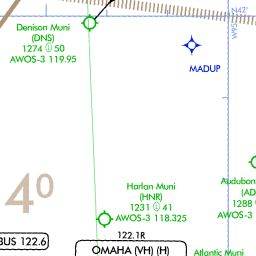 Denison Muni
(DNS)
1274 Ⓛ 50
AWOS-3 119.95
MADUP
40
Harlan Muni
(HNR)
1231 Ⓛ 41
AWOS-3 118.325
Audubon
(AD
1288
AWOS-3
122.1R
BUS 122.6
OMAHA (VH) (H)
Atlantic Muni